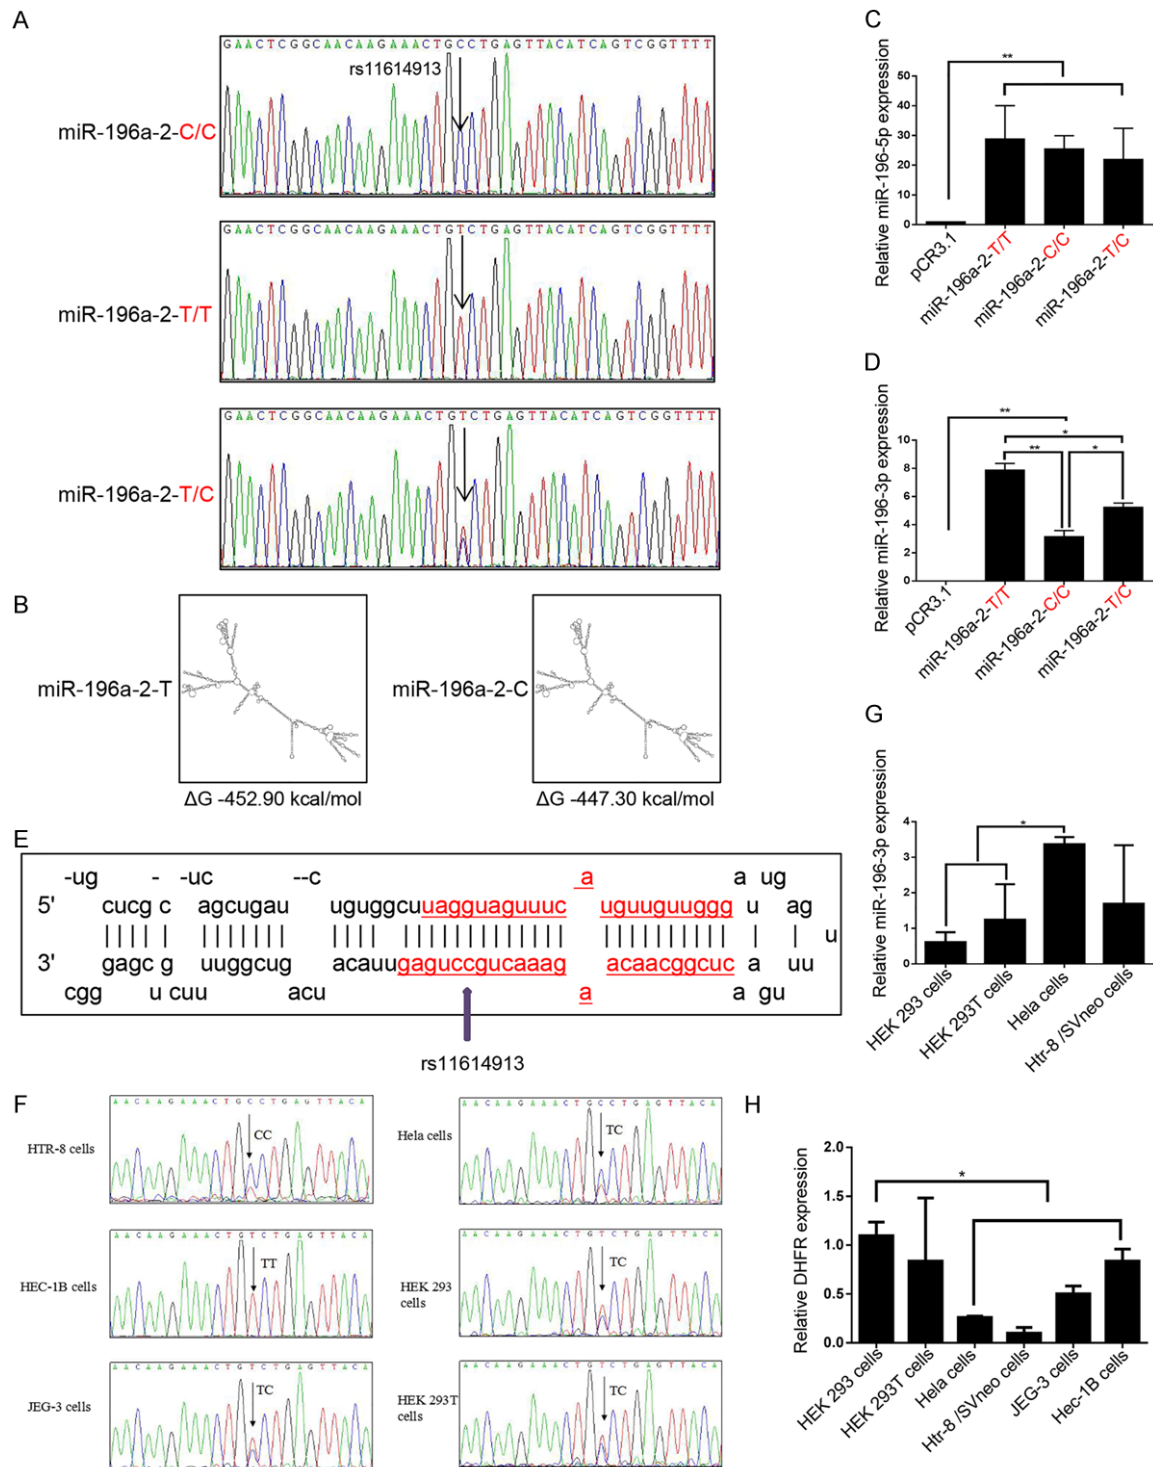 A
GAACTCGGCAACAAGAAACTGCCTGAGTTACATCAGTCGGTTTT
rs11614913
miR-196a-2-C/C
GAACTCGGCAACAAGAAACTGTCTGAGTTACATCAGTCGGTTTT
miR-196a-2-T/T
GAACTCGGCAACAAGAAACTGTCTGAGTTACATCAGTCGGTTTT
miR-196a-2-T/C
B
miR-196a-2-T
ΔG -452.90 kcal/mol
miR-196a-2-C
ΔG -447.30 kcal/mol
C
Relative miR-196-5p expression
50
40
30
20
10
0
**
pCR3.1
miR-196a-2-T/T
miR-196a-2-C/C
miR-196a-2-T/C
D
Relative miR-196-3p expression
10
8
6
4
2
0
**
*
** *
pCR3.1
miR-196a-2-T/T
miR-196a-2-C/C
miR-196a-2-T/C
E
-ug - -uc --c a a ug
5' cucg c agcugau uguggcuuagguaguuuc uguuguuggg u ag
u
3' gagc g uuggcug acauugaguccgucaaag acaacggcuc a uu
cgg u cuu acu a a gu
rs11614913
F
AACAAGAAACTGCCTGAGTTACA
HTR-8 cells
CC
AACAAGAAACTGCCTGAGTTACA
Hela cells
TC
AACAAGAAACTGTCTGAGTTACA
HEC-1B cells
TT
AACAAGAAACTGTCTGAGTTACA
HEK 293
cells
TC
AACAAGAAACTGTCTGAGTTACA
JEG-3 cells
TC
AACAAGAAACTGTCTGAGTTACA
HEK 293T
cells
TC
G
Relative miR-196-3p expression
4
3
2
1
0
*
HEK 293 cells
HEK 293T cells
Hela cells
Htr-8 /SVneo cells
H
Relative DHFR expression
2.0
1.5
1.0
0.5
0.0
*
HEK 293 cells
HEK 293T cells
Hela cells
Htr-8 /SVneo cells
JEG-3 cells
Hec-1B cells